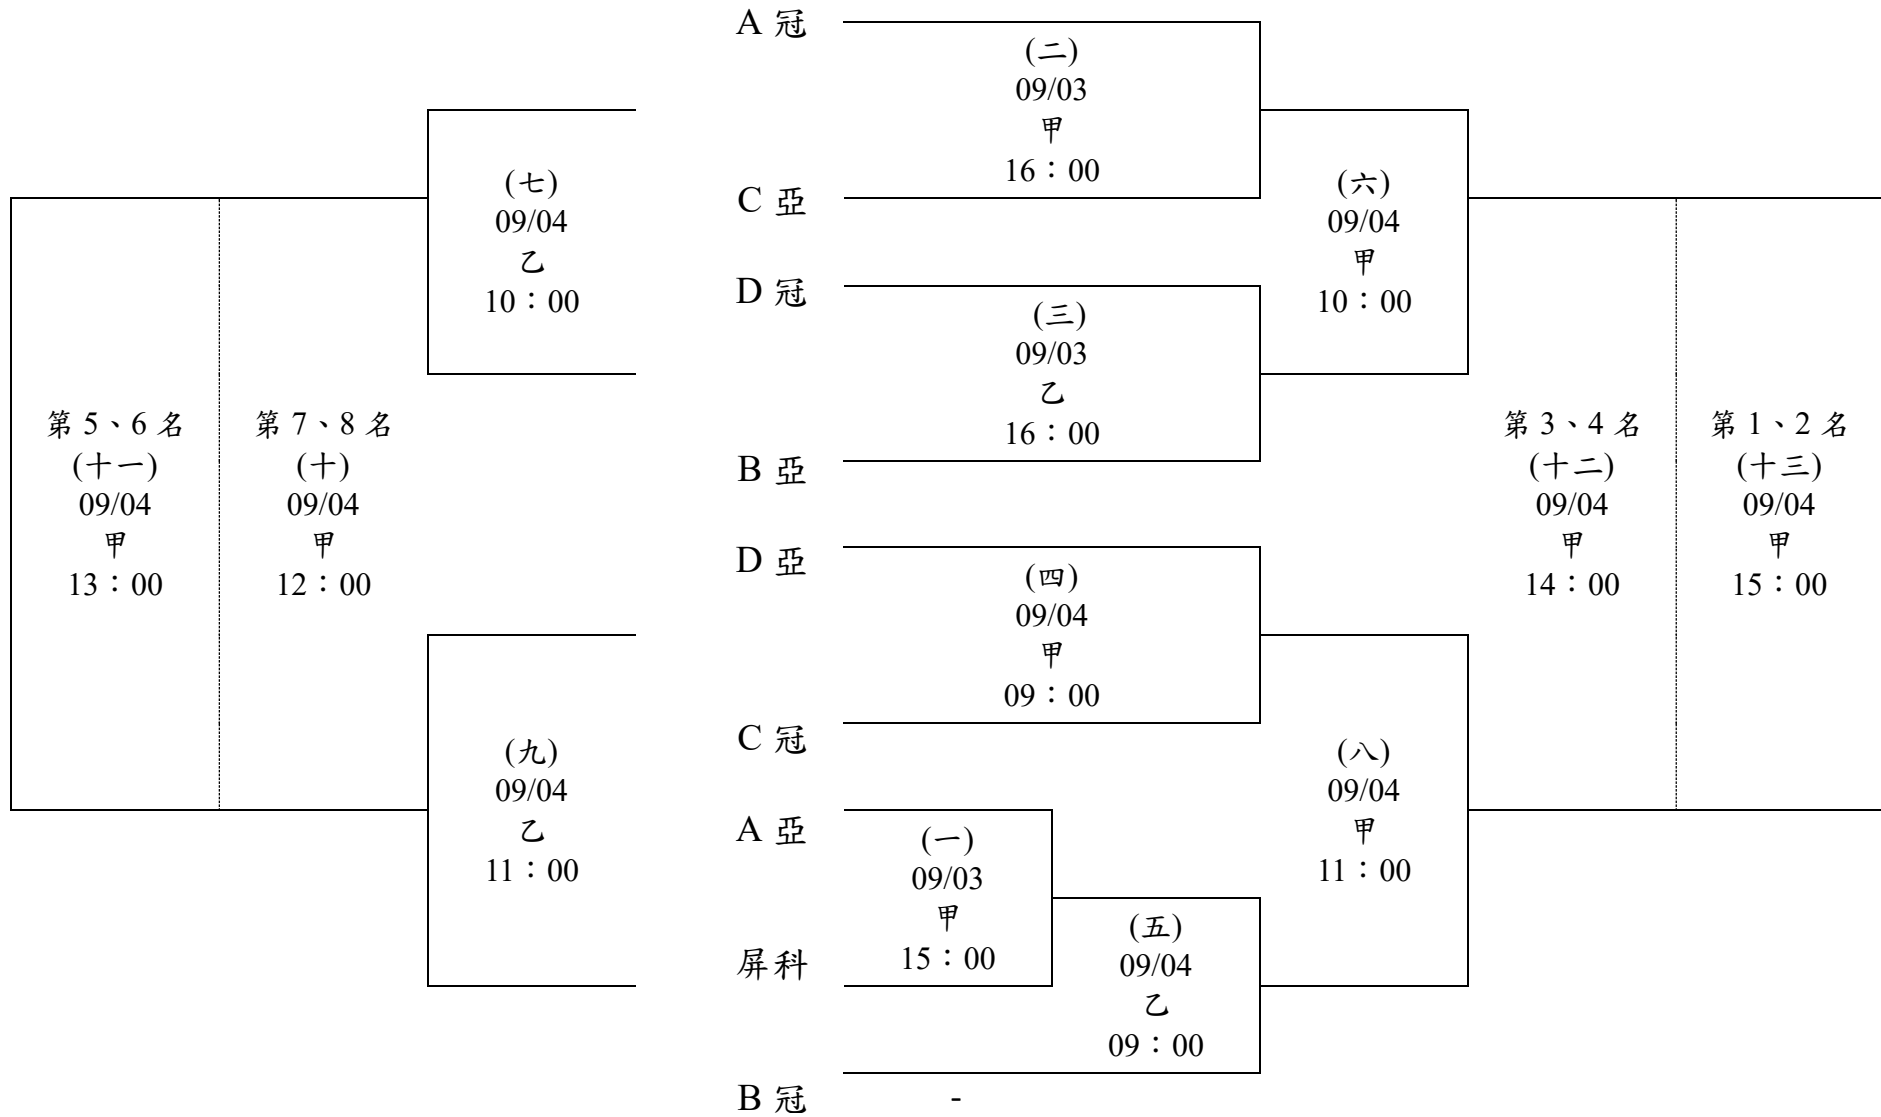 A 冠
(二)
09/03
甲
16：00
C 亞
D 冠
(三)
09/03
乙
16：00
B 亞
D 亞
(四)
09/04
甲
09：00
C 冠
A 亞
(一)
09/03
甲
15：00
屏科
(五)
09/04
乙
09：00
B 冠
-
(七)
09/04
乙
10：00
(九)
09/04
乙
11：00
第 5、6 名
(十一)
09/04
甲
13：00
第 7、8 名
(十)
09/04
甲
12：00
(六)
09/04
甲
10：00
(八)
09/04
甲
11：00
第 3、4 名
(十二)
09/04
甲
14：00
第 1、2 名
(十三)
09/04
甲
15：00